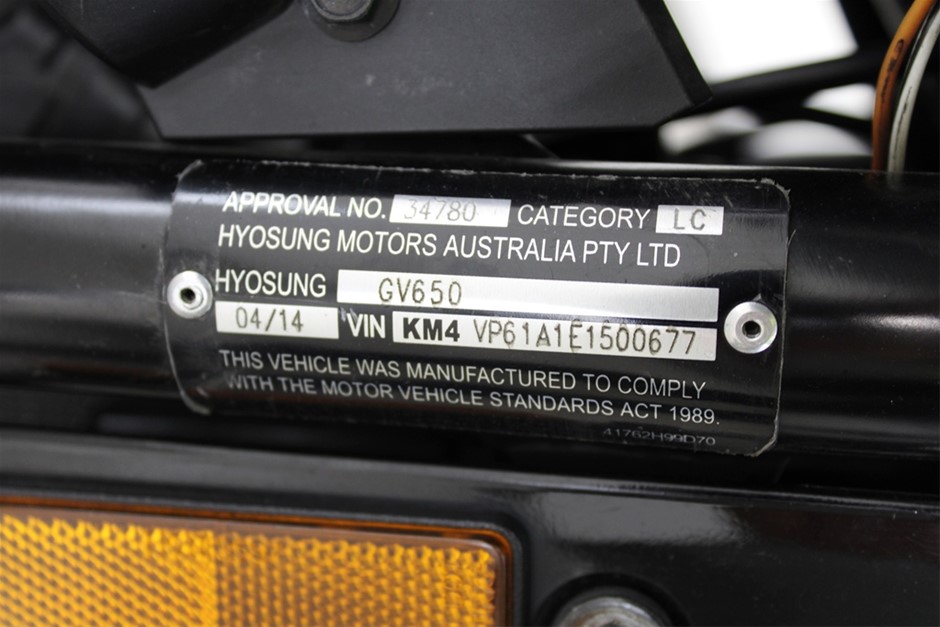 APPROVAL NO. 34780 CATEGORY LC
HYOSUNG MOTORS AUSTRALIA PTY LTD
HYOSUNG GV650
04/14 VIN KM4 VP61A1E1500677
THIS VEHICLE WAS MANUFACTURED TO COMPLY
WITH THE MOTOR VEHICLE STANDARDS ACT 1989.
41762H99D70